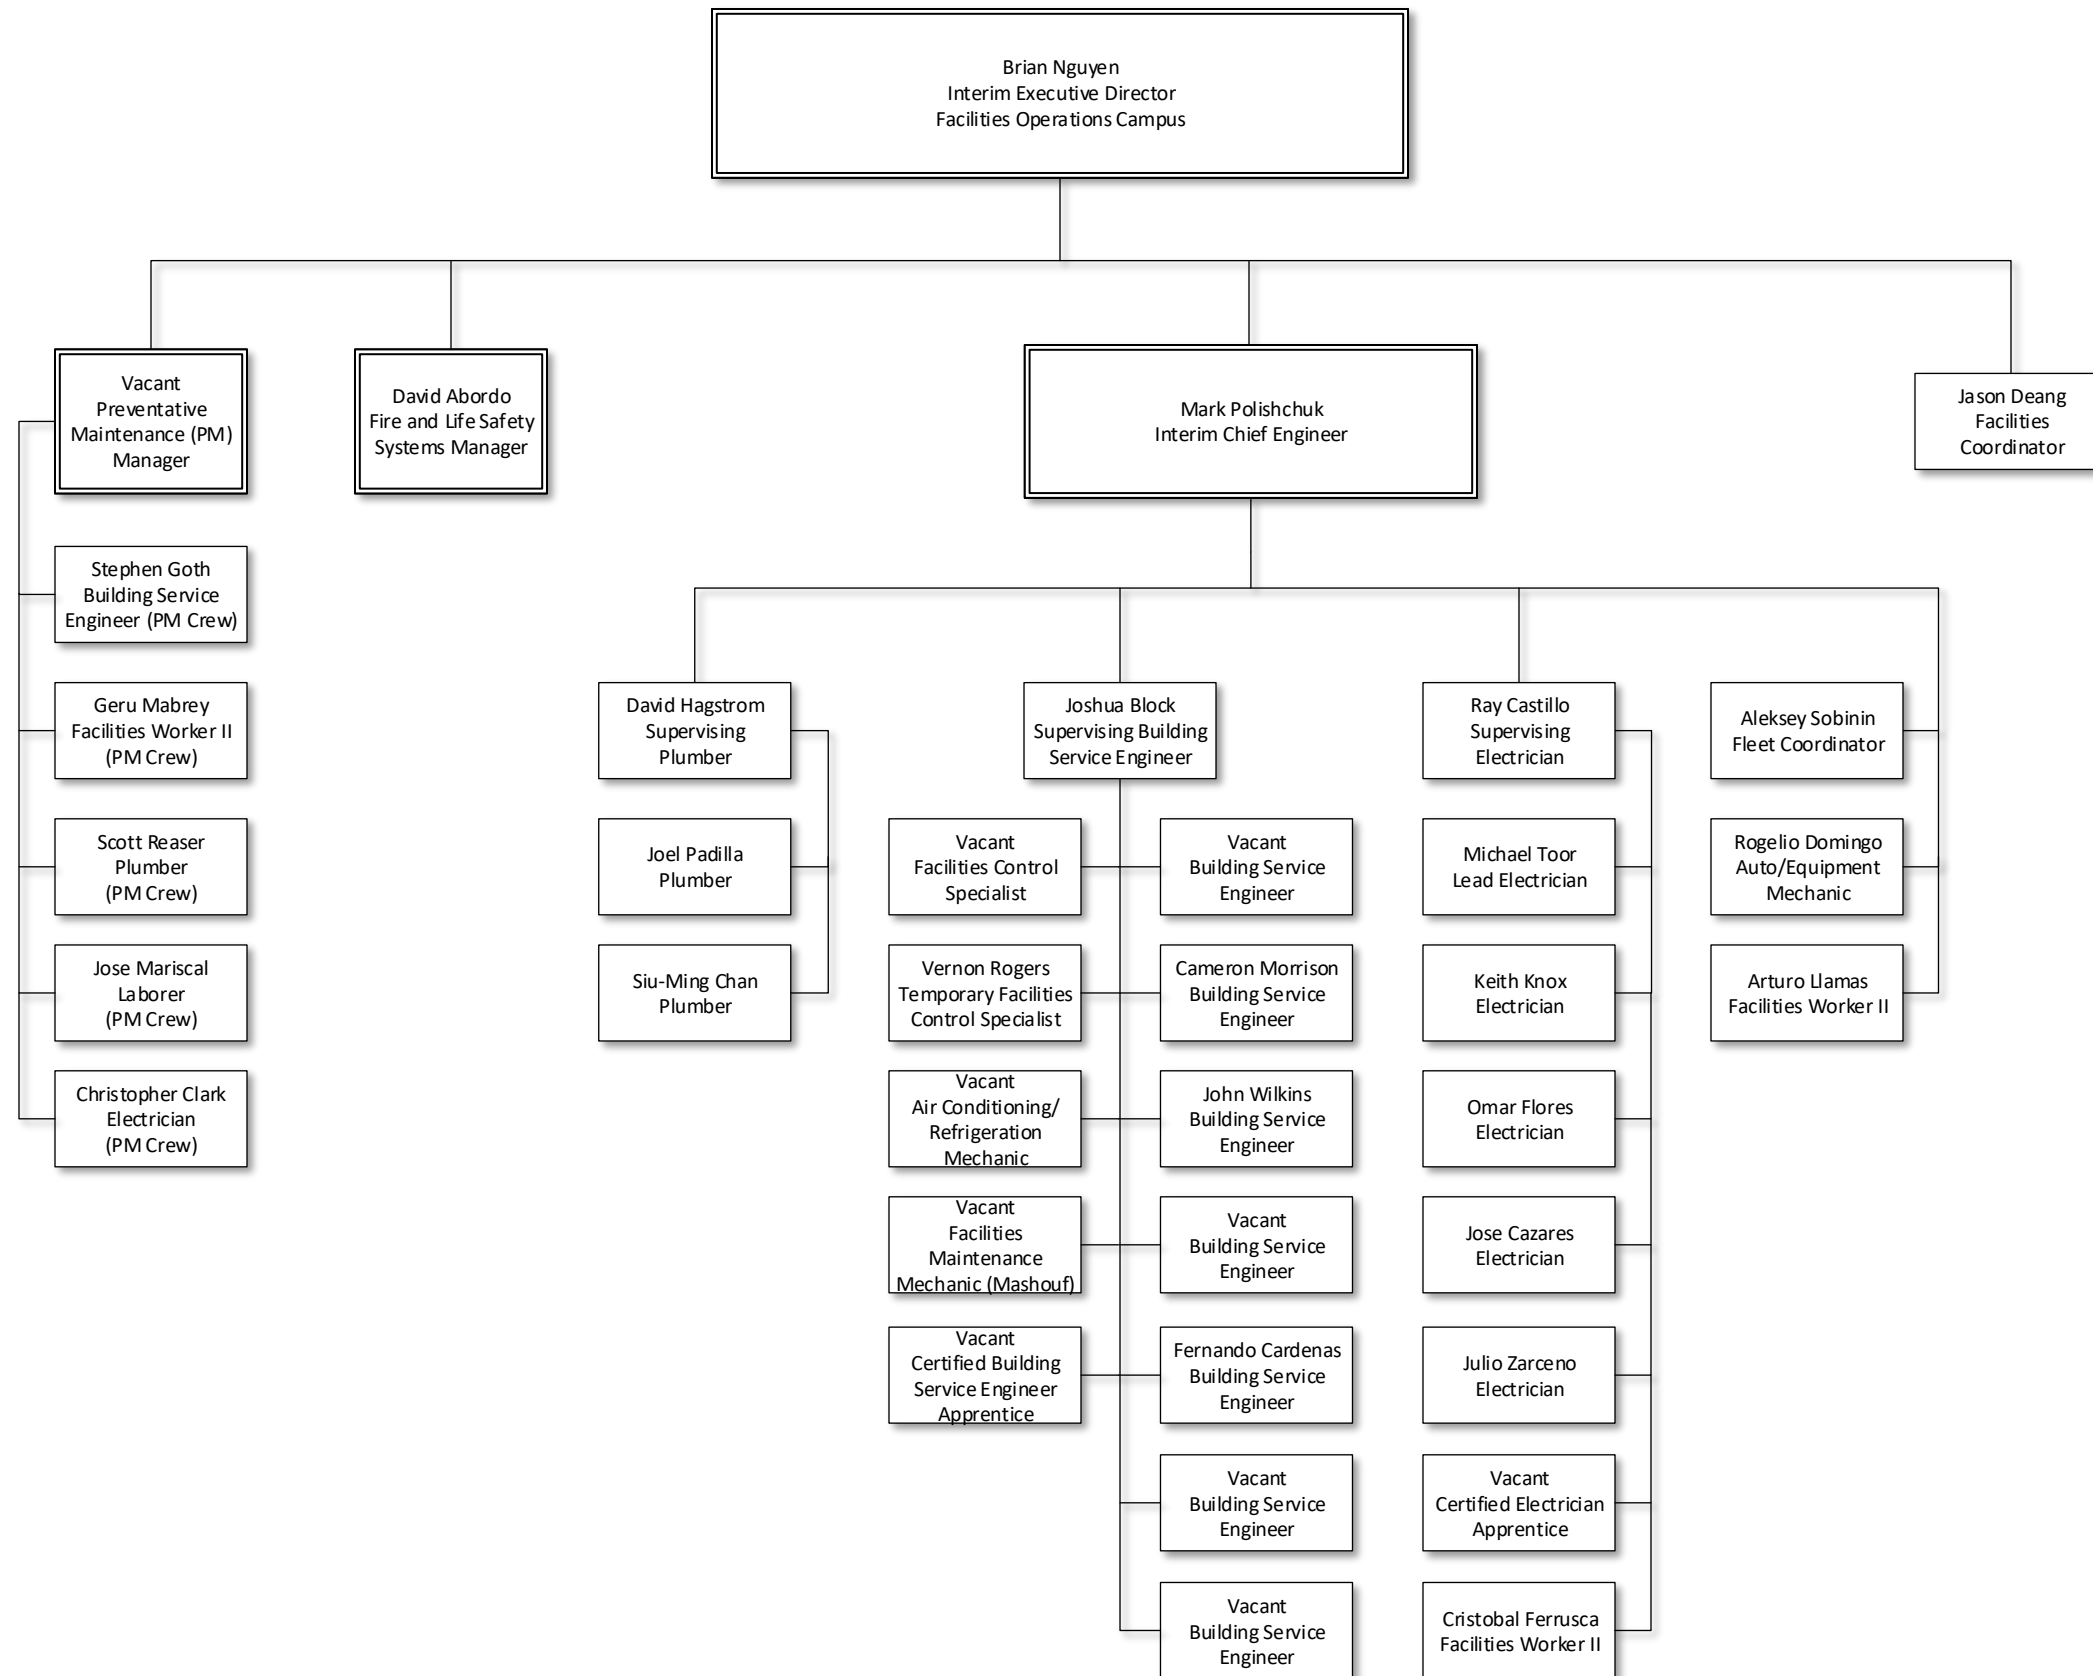 Brian Nguyen
Interim Executive Director
Facilities Operations Campus
Vacant
Preventative
Maintenance (PM)
Manager
David Abordo
Fire and Life Safety
Systems Manager
Mark Polishchuk
Interim Chief Engineer
Jason Deang
Facilities
Coordinator
Stephen Goth
Building Service
Engineer (PM Crew)
Geru Mabrey
Facilities Worker II
(PM Crew)
Scott Reaser
Plumber
(PM Crew)
Jose Mariscal
Laborer
(PM Crew)
Christopher Clark
Electrician
(PM Crew)
David Hagstrom
Supervising
Plumber
Joel Padilla
Plumber
Siu-Ming Chan
Plumber
Joshua Block
Supervising Building
Service Engineer
Vacant
Facilities Control
Specialist
Vernon Rogers
Temporary Facilities
Control Specialist
Vacant
Air Conditioning/
Refrigeration
Mechanic
Vacant
Facilities
Maintenance
Mechanic (Mashouf)
Vacant
Certified Building
Service Engineer
Apprentice
Vacant
Building Service
Engineer
Cameron Morrison
Building Service
Engineer
John Wilkins
Building Service
Engineer
Vacant
Building Service
Engineer
Fernando Cardenas
Building Service
Engineer
Vacant
Building Service
Engineer
Vacant
Building Service
Engineer
Ray Castillo
Supervising
Electrician
Michael Toor
Lead Electrician
Keith Knox
Electrician
Omar Flores
Electrician
Jose Cazares
Electrician
Julio Zarceno
Electrician
Vacant
Certified Electrician
Apprentice
Cristobal Ferrusca
Facilities Worker II
Aleksey Sobinin
Fleet Coordinator
Rogelio Domingo
Auto/Equipment
Mechanic
Arturo Llamas
Facilities Worker II